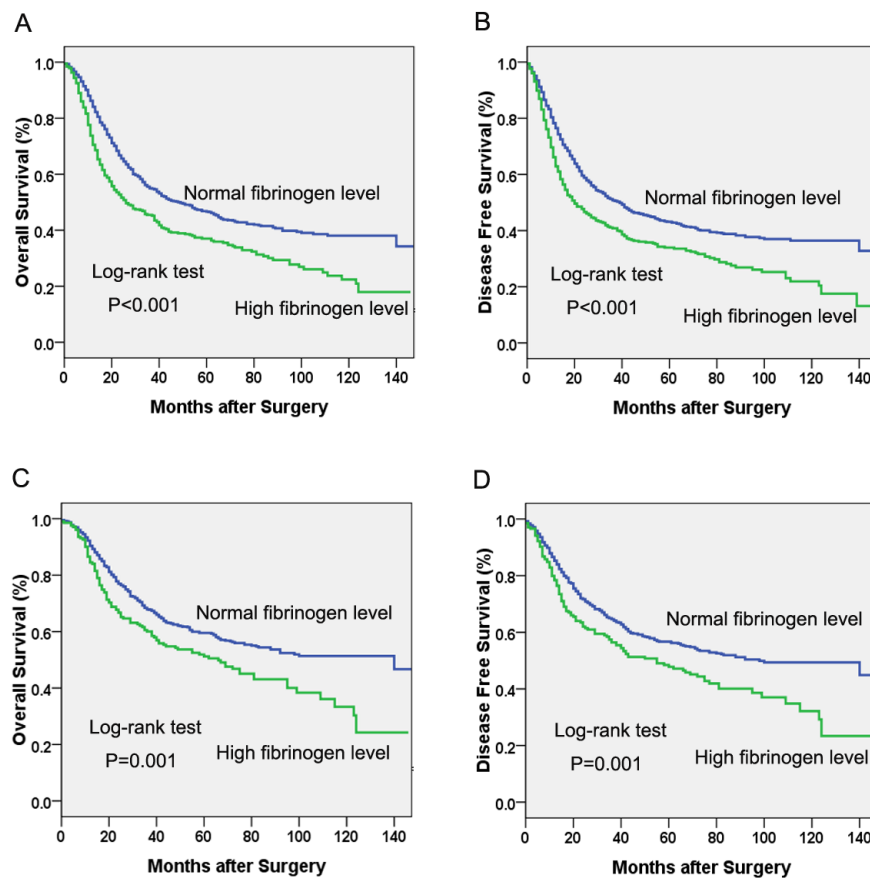 A
Overall Survival (%)
1.0
0.8
0.6
0.4
0.2
0.0
Normal fibrinogen level
Log-rank test
P<0.001
High fibrinogen level
0 20 40 60 80 100 120 140
Months after Surgery
B
Disease Free Survival (%)
1.0
0.8
0.6
0.4
0.2
0.0
Normal fibrinogen level
Log-rank test
P<0.001
High fibrinogen level
0 20 40 60 80 100 120 140
Months after Surgery
C
Overall Survival (%)
1.0
0.8
0.6
0.4
0.2
0.0
Normal fibrinogen level
Log-rank test
P=0.001
High fibrinogen level
0 20 40 60 80 100 120 140
Months after Surgery
D
Disease Free Survival (%)
1.0
0.8
0.6
0.4
0.2
0.0
Normal fibrinogen level
Log-rank test
P=0.001
High fibrinogen level
0 20 40 60 80 100 120 140
Months after Surgery